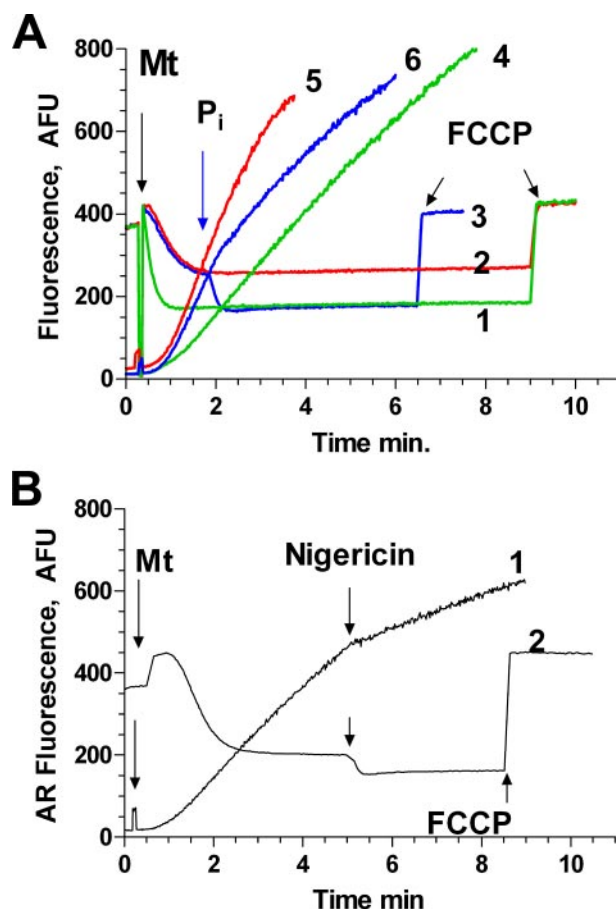 A
Fluorescence, AFU
800
600
400
200
0
Mt
Pi
5
6
4
FCCP
3
2
1
0 2 4 6 8 10
Time min.
B
AR Fluorescence, AFU
800
600
400
200
0
Mt
Nigericin
1
2
FCCP
0 2 4 6 8 10
Time min